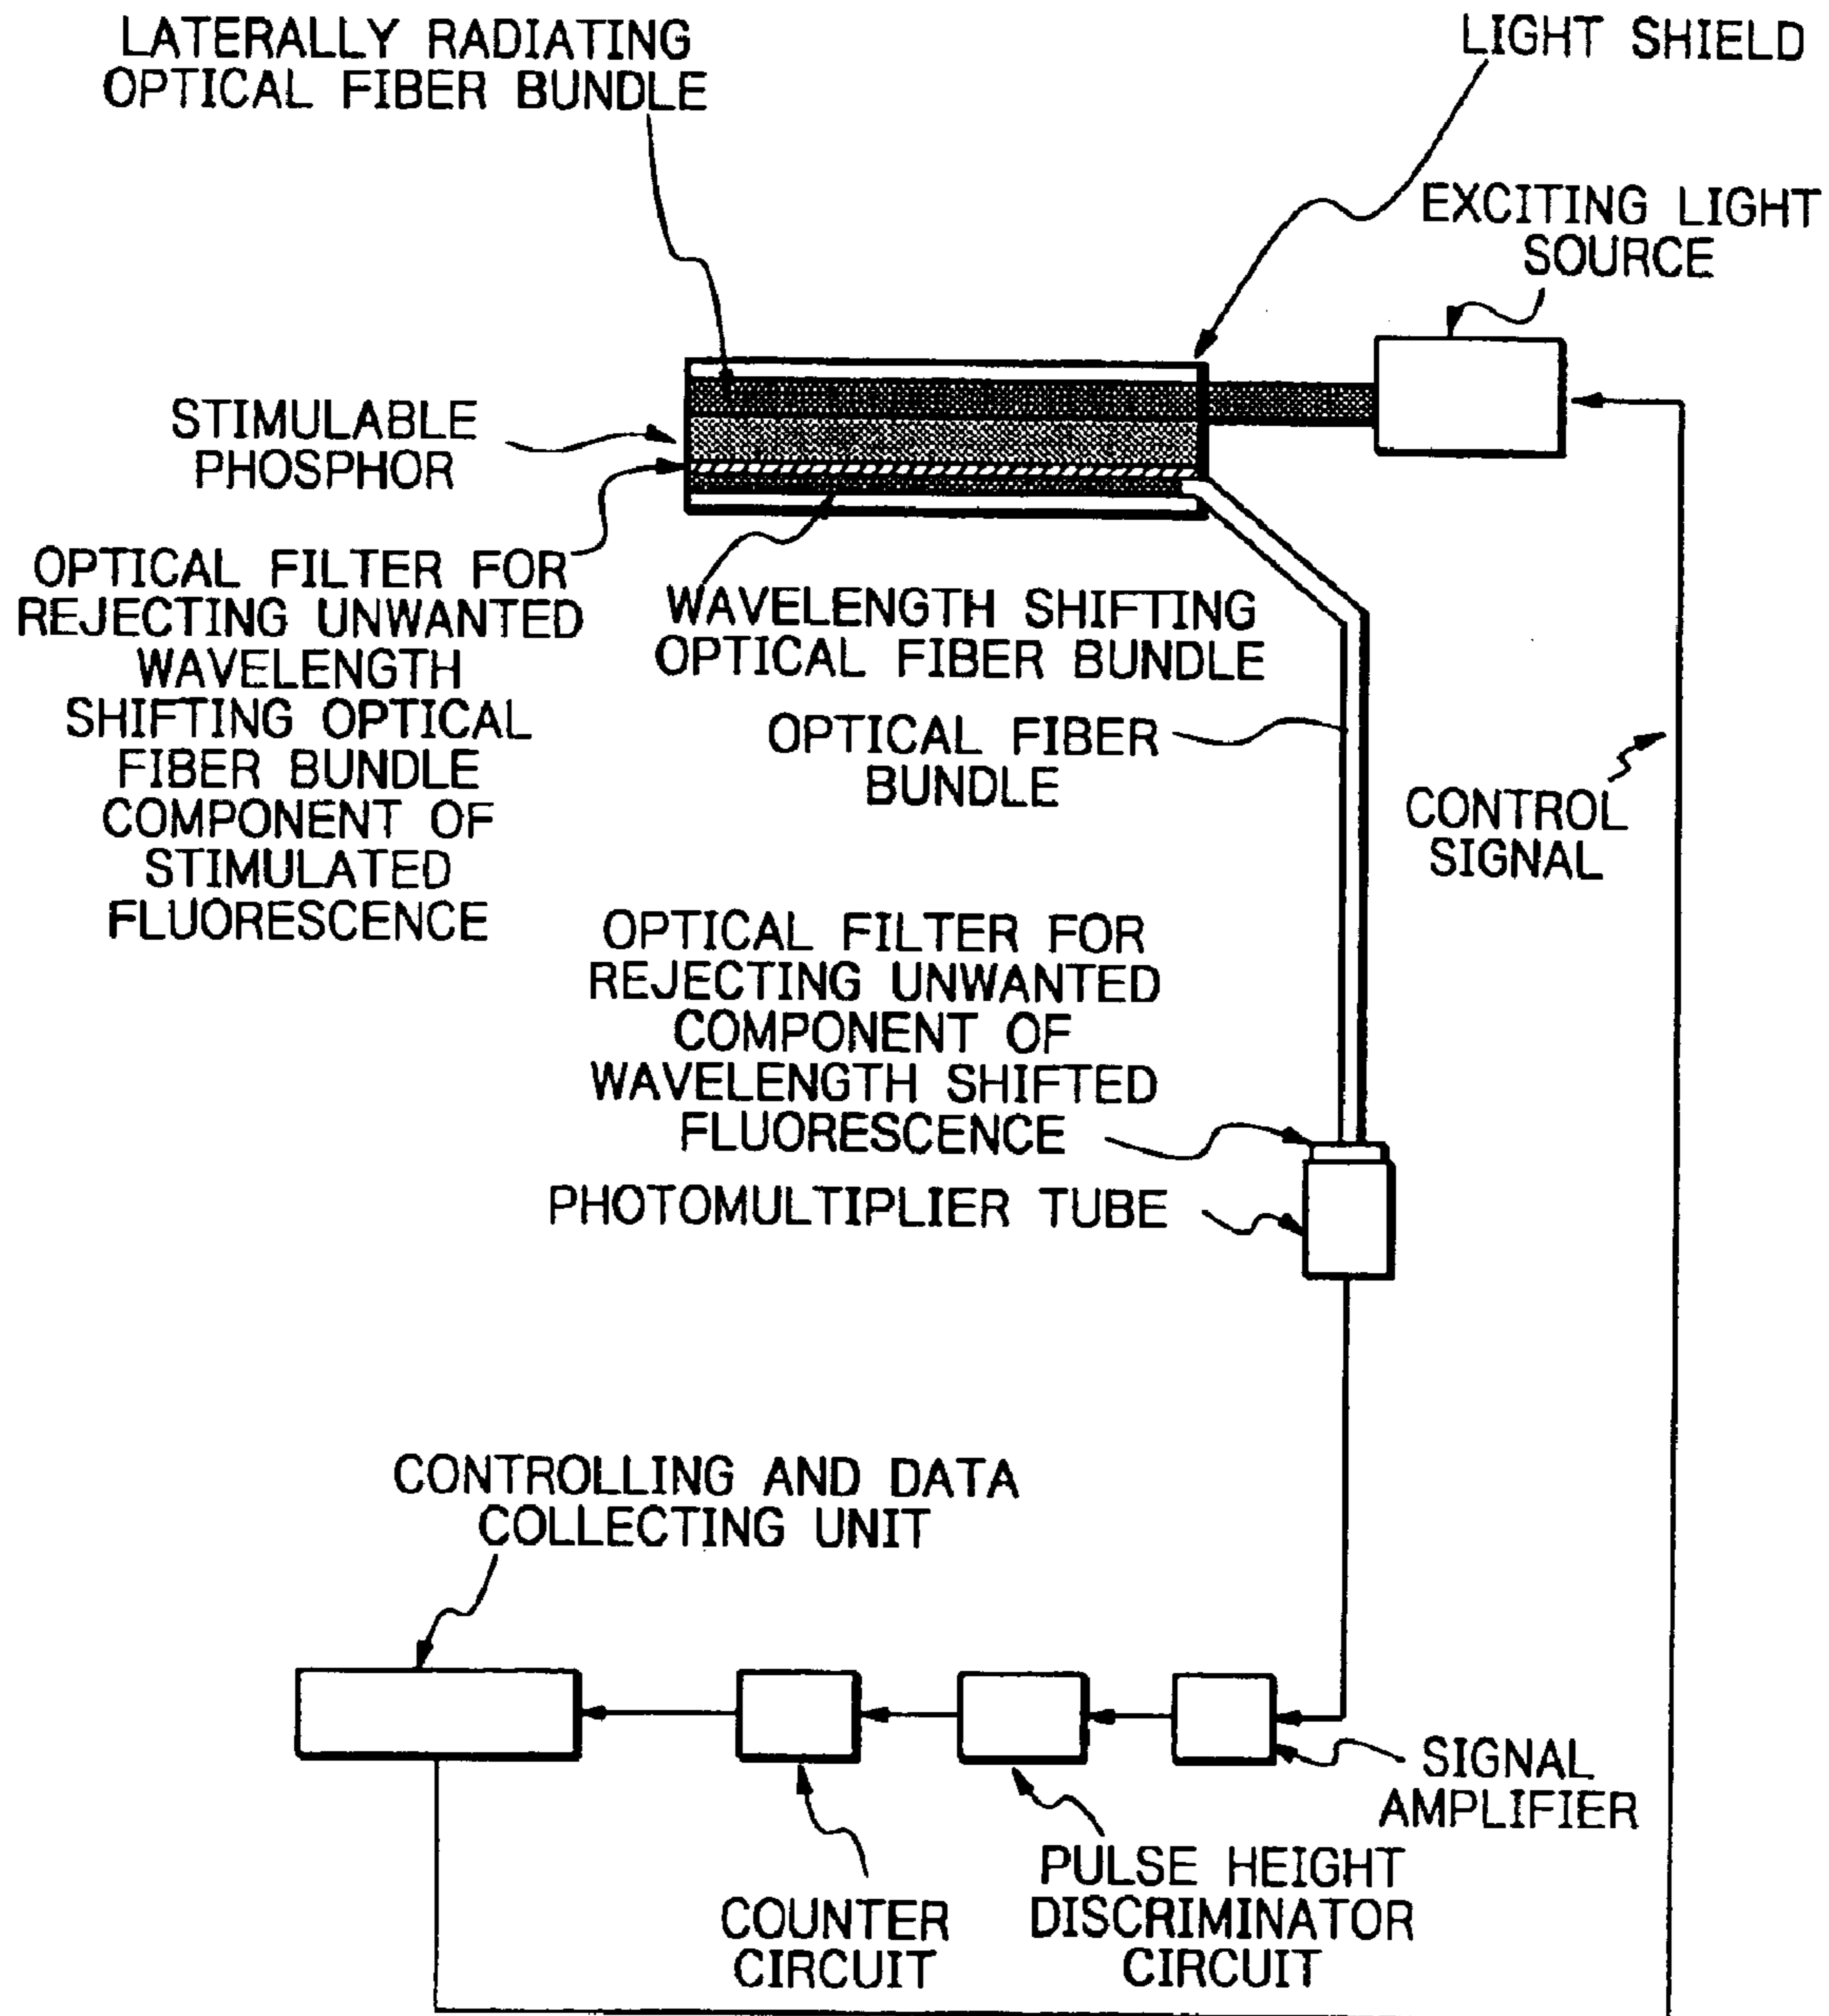 LATERALLY RADIATING
OPTICAL FIBER BUNDLE
LIGHT SHIELD
EXCITING LIGHT
SOURCE
STIMULABLE
PHOSPHOR
OPTICAL FILTER FOR
REJECTING UNWANTED
WAVELENGTH
SHIFTING OPTICAL
FIBER BUNDLE
COMPONENT OF
STIMULATED
FLUORESCENCE
WAVELENGTH SHIFTING
OPTICAL FIBER BUNDLE
OPTICAL FIBER
BUNDLE
CONTROL
SIGNAL
OPTICAL FILTER FOR
REJECTING UNWANTED
COMPONENT OF
WAVELENGTH SHIFTED
FLUORESCENCE
PHOTOMULTIPLIER TUBE
CONTROLLING AND DATA
COLLECTING UNIT
SIGNAL
AMPLIFIER
PULSE HEIGHT
DISCRIMINATOR
CIRCUIT
COUNTER
CIRCUIT